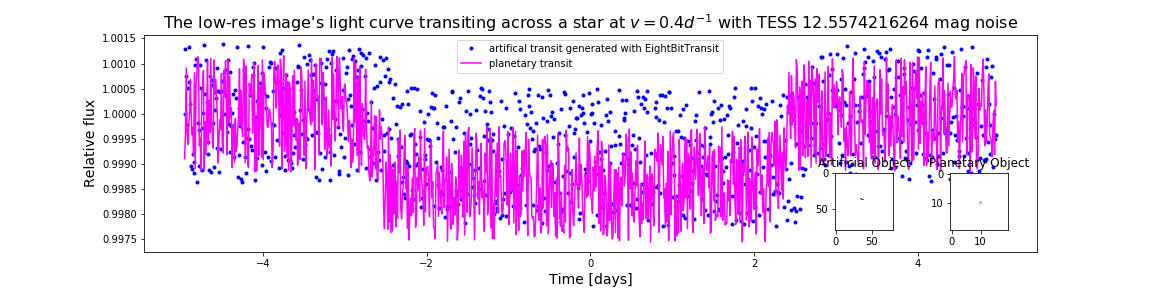 The low-res image's light curve transiting across a star at v = 0.4d⁻¹ with TESS 12.5574216264 mag noise
artifical transit generated with EightBitTransit
planetary transit
Relative flux
1.0015
1.0010
1.0005
1.0000
0.9995
0.9990
0.9985
0.9980
0.9975
Artificial Object
0
50
0 50
Planetary Object
0
10
0 10
−4 −2 0 2 4
Time [days]